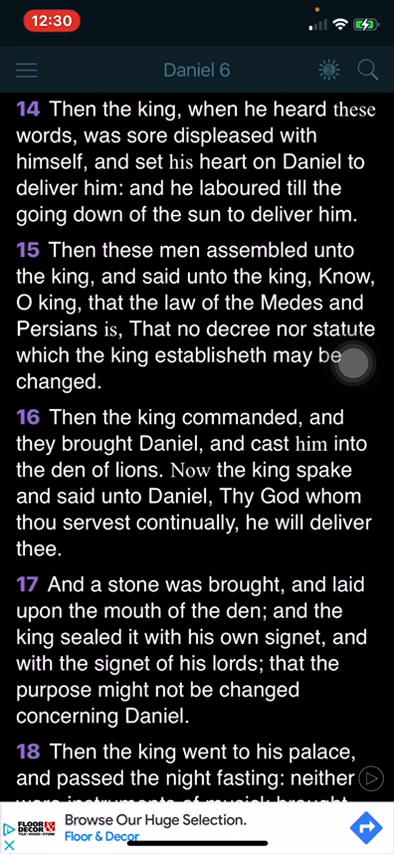 12:30
Daniel 6
14 Then the king, when he heard these
words, was sore displeased with
himself, and set his heart on Daniel to
deliver him: and he laboured till the
going down of the sun to deliver him.
15 Then these men assembled unto
the king, and said unto the king, Know,
O king, that the law of the Medes and
Persians is, That no decree nor statute
which the king establisheth may be
changed.
16 Then the king commanded, and
they brought Daniel, and cast him into
the den of lions. Now the king spake
and said unto Daniel, Thy God whom
thou servest continually, he will deliver
thee.
17 And a stone was brought, and laid
upon the mouth of the den; and the
king sealed it with his own signet, and
with the signet of his lords; that the
purpose might not be changed
concerning Daniel.
18 Then the king went to his palace,
and passed the night fasting: neither
were instruments of musick brought
FLOOR
&DECOR
Browse Our Huge Selection.
Floor & Decor